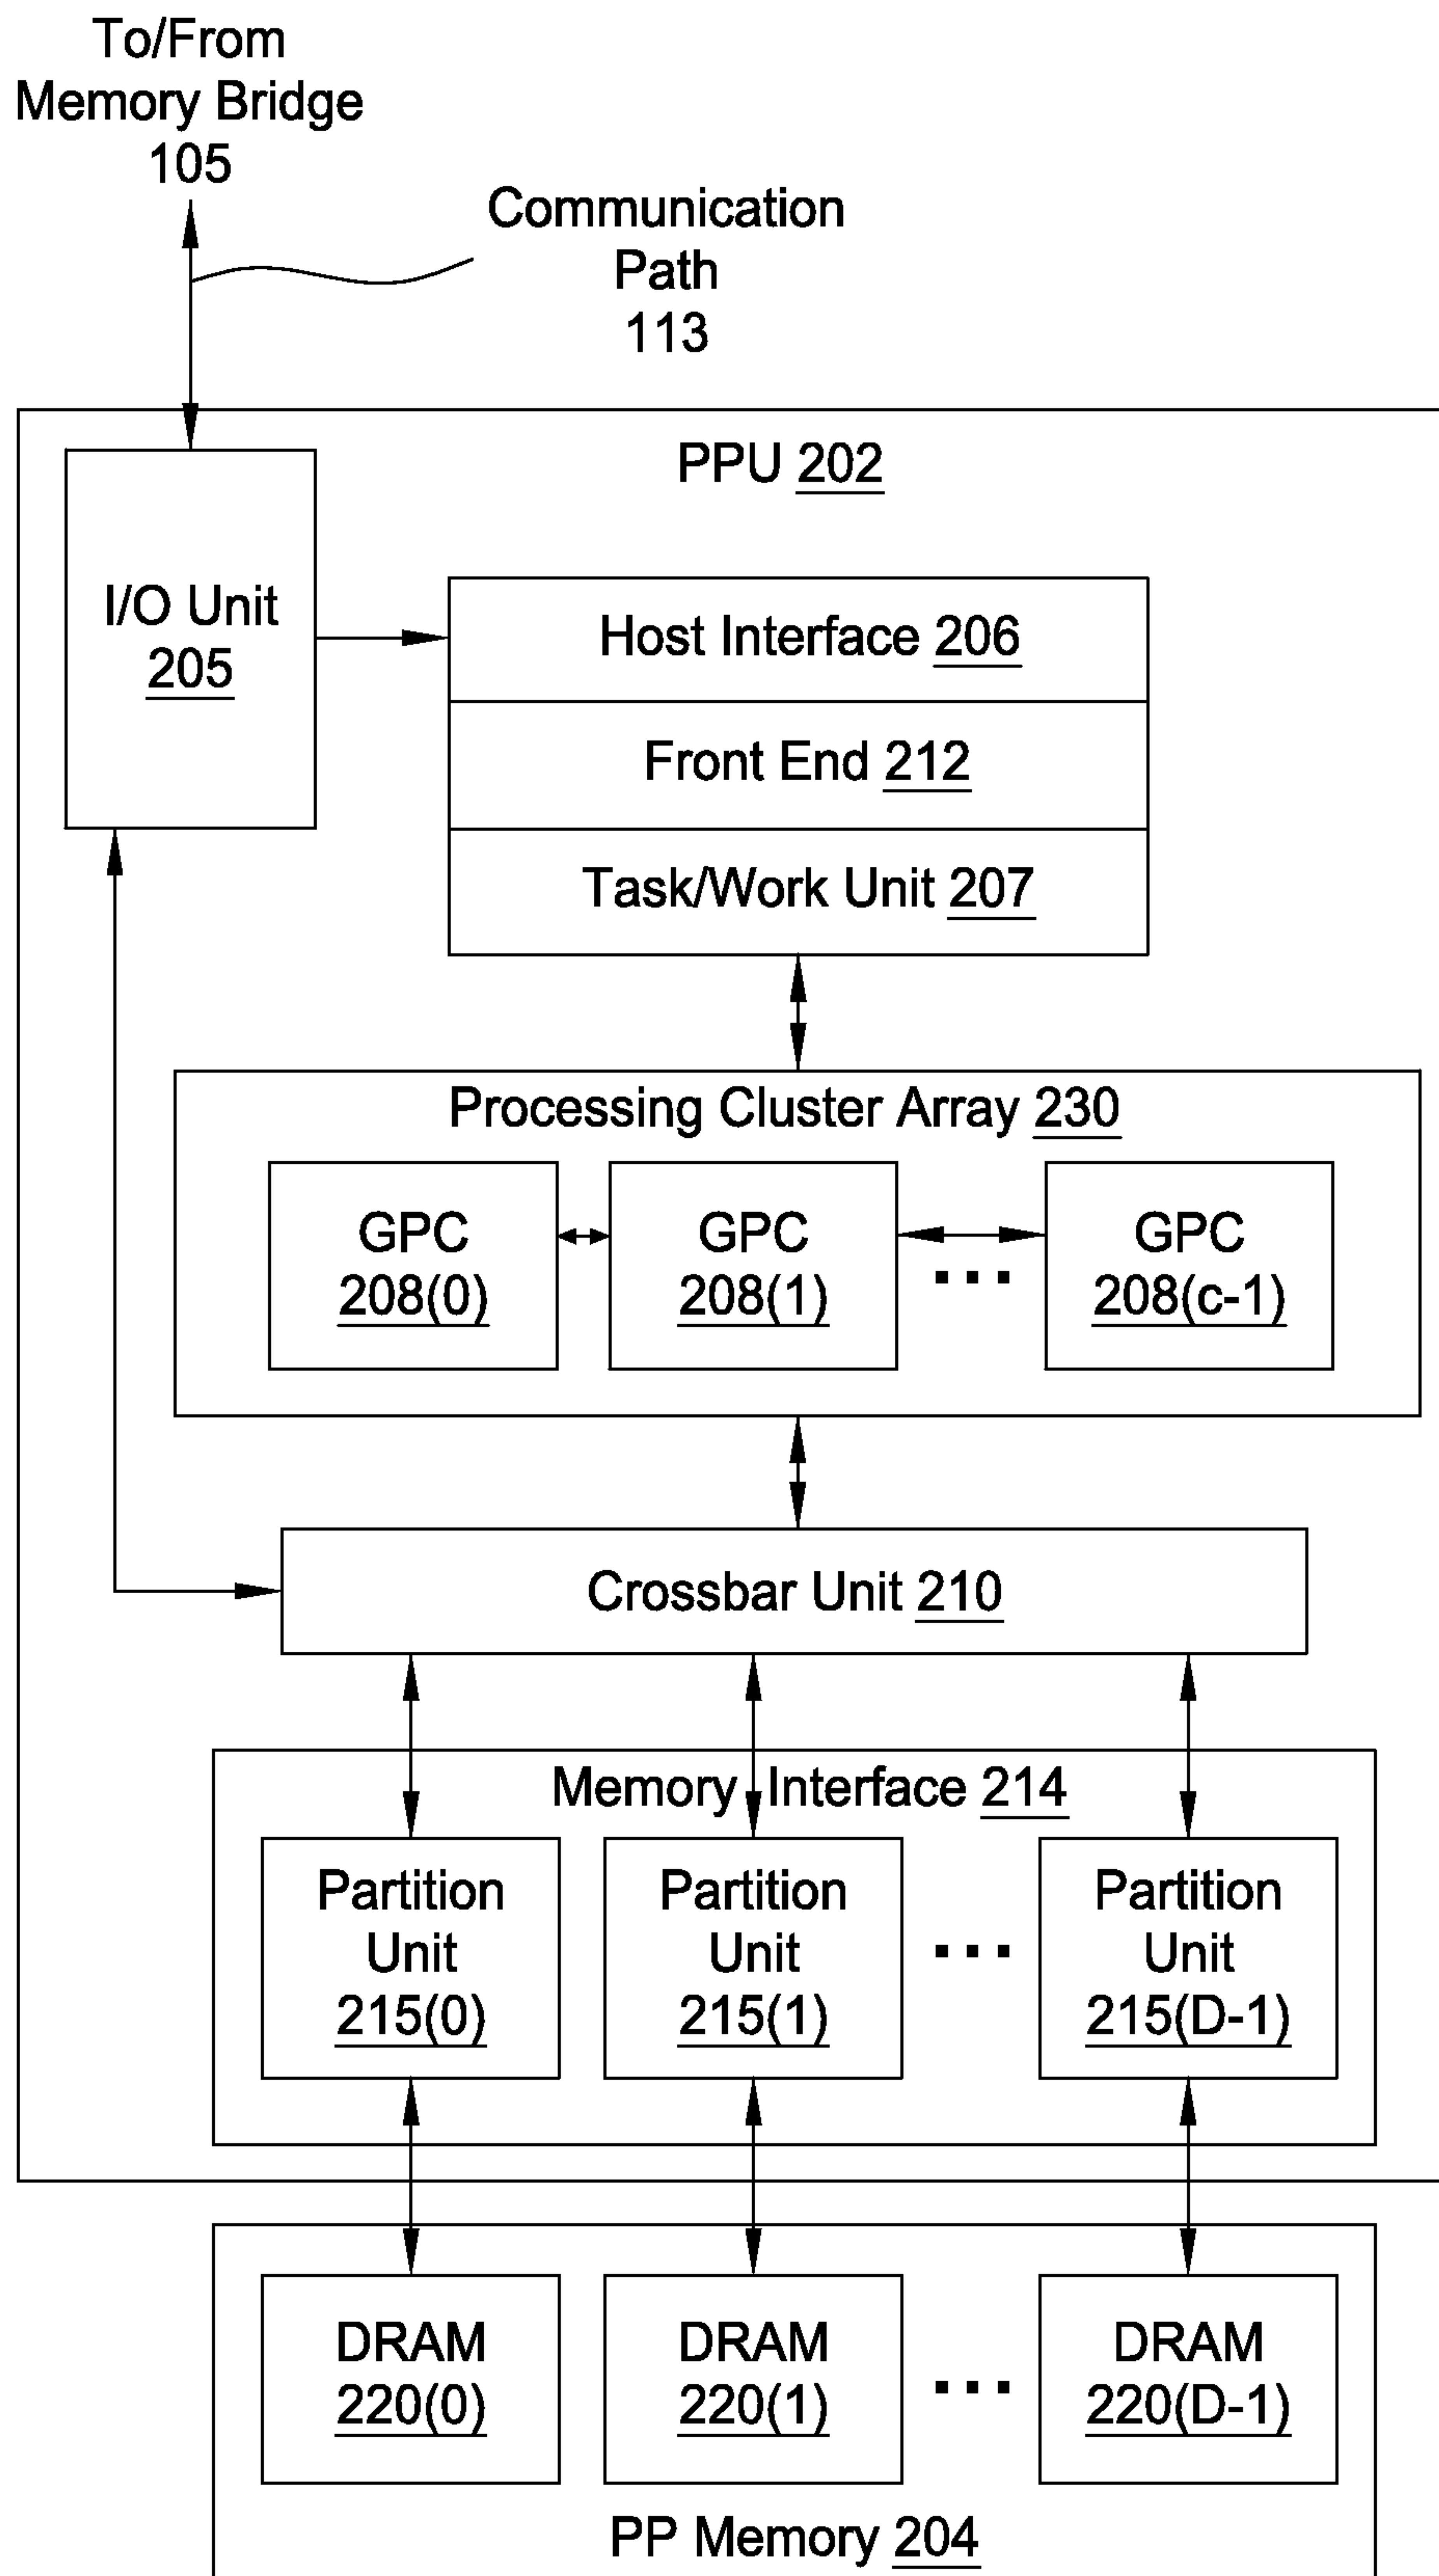 To/From
Memory Bridge
105
Communication
Path
113
PPU 202
I/O Unit
205
Host Interface 206
Front End 212
Task/Work Unit 207
Processing Cluster Array 230
GPC
208(0)
GPC
208(1)
...
GPC
208(c-1)
Crossbar Unit 210
Memory Interface 214
Partition
Unit
215(0)
Partition
Unit
215(1)
...
Partition
Unit
215(D-1)
DRAM
220(0)
DRAM
220(1)
...
DRAM
220(D-1)
PP Memory 204